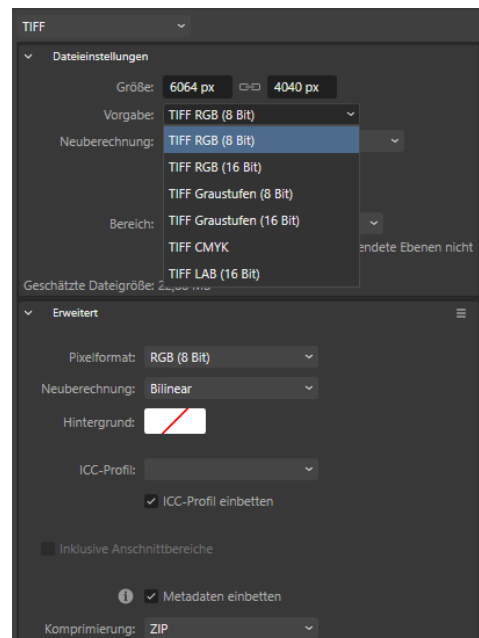 TIFF
Dateieinstellungen
Größe: 6064 px 4040 px
Vorgabe: TIFF RGB (8 Bit)
Neuberechnung: TIFF RGB (8 Bit)
TIFF RGB (16 Bit)
TIFF Graustufen (8 Bit)
Bereich: TIFF Graustufen (16 Bit)
TIFF CMYK endete Ebenen nicht
TIFF LAB (16 Bit)
Geschätzte Dateigröße:
Erweitert
Pixelformat: RGB (8 Bit)
Neuberechnung: Bilinear
Hintergrund:
ICC-Profil:
ICC-Profil einbetten
Inklusive Anschnittbereiche
Metadaten einbetten
Komprimierung: ZIP